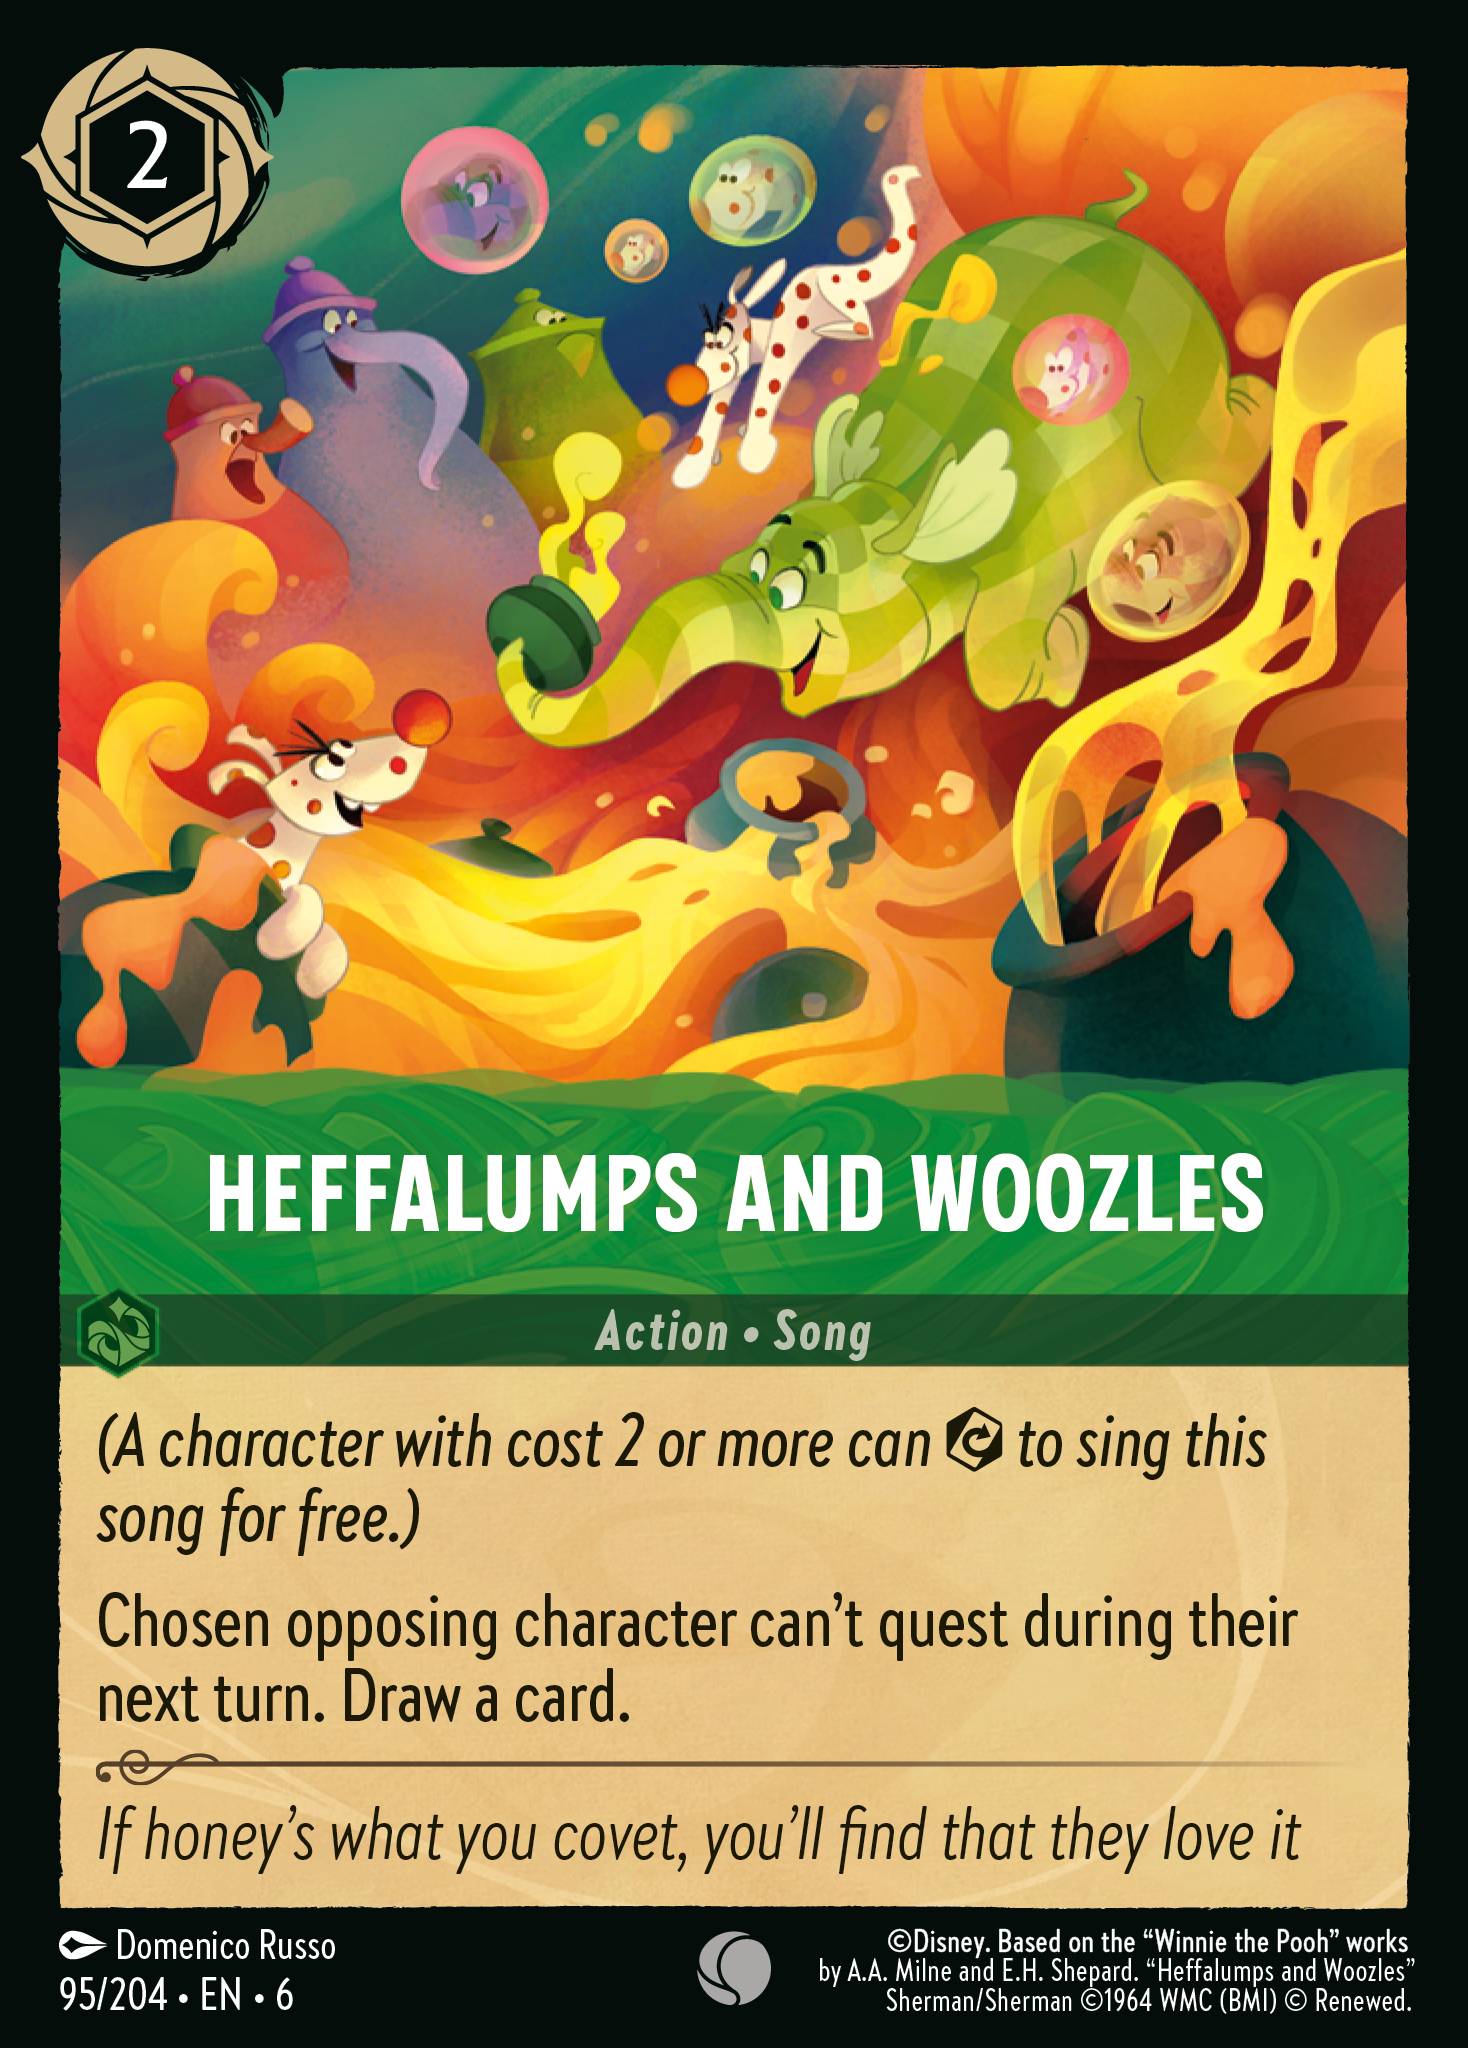 2
HEFFALUMPS AND WOOZLES
Action • Song
(A character with cost 2 or more can to sing this
song for free.)
Chosen opposing character can’t quest during their
next turn. Draw a card.
If honey’s what you covet, you’ll find that they love it
Domenico Russo
95/204 • EN • 6
©Disney. Based on the “Winnie the Pooh” works
by A.A. Milne and E.H. Shepard. “Heffalumps and Woozles”
Sherman/Sherman ©1964 WMC (BMI) © Renewed.